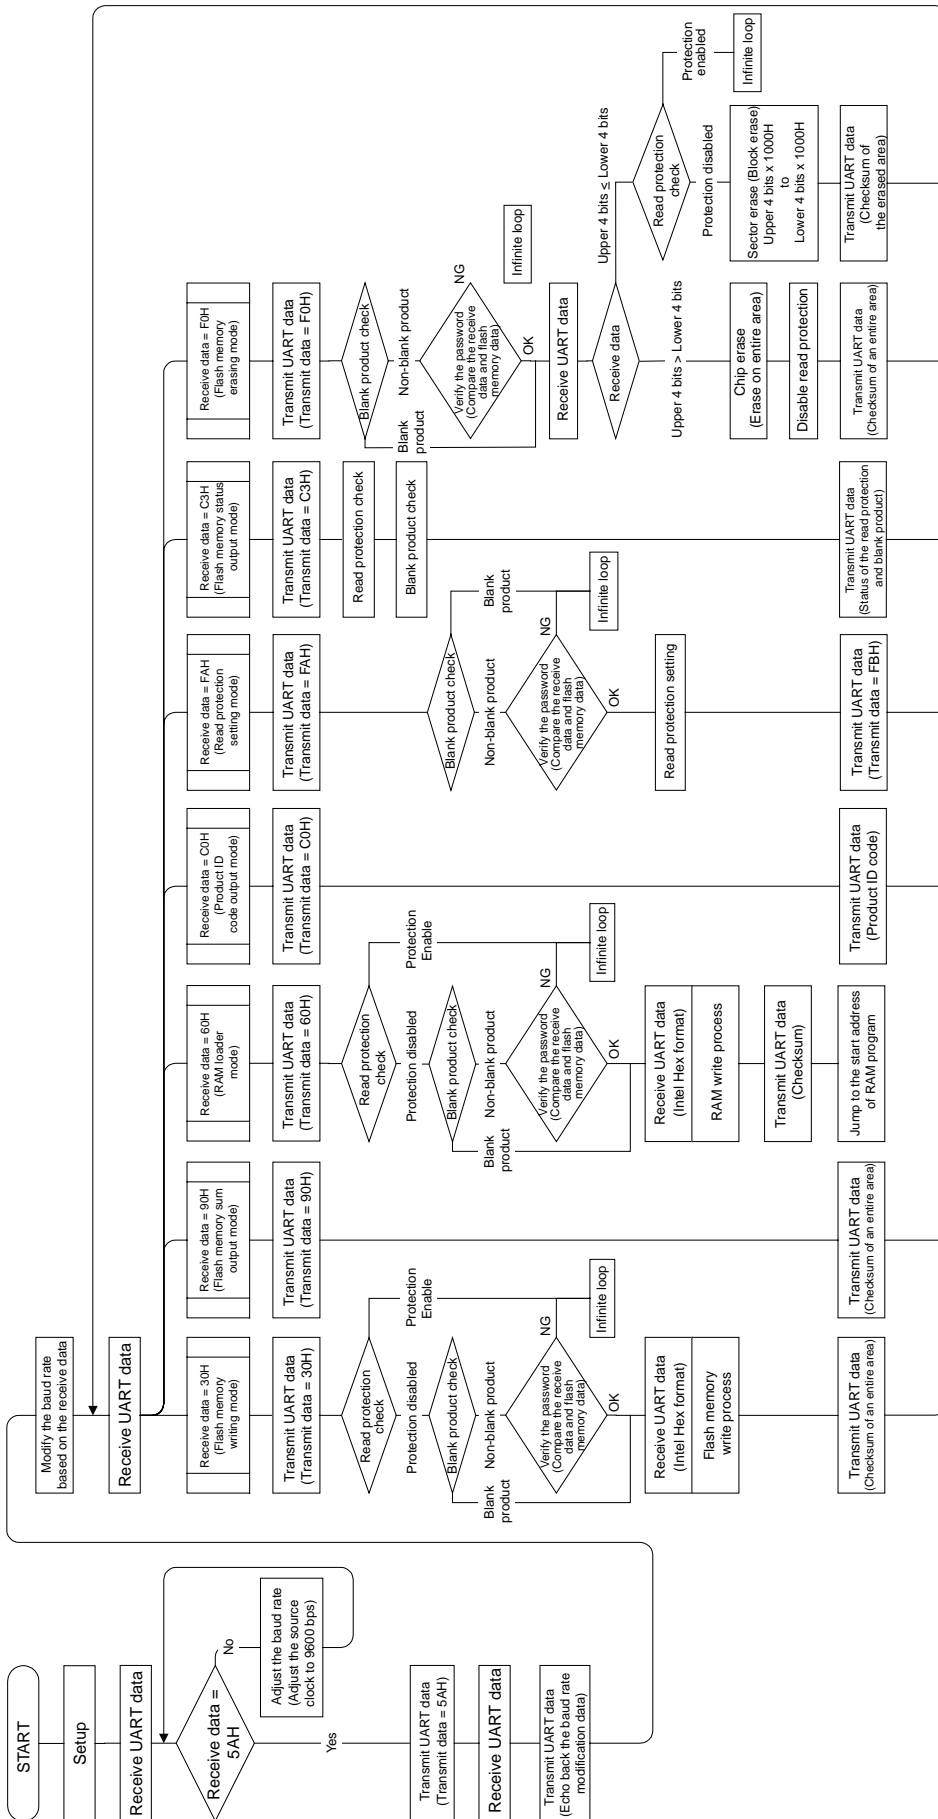 START
Setup
Receive UART data
Receive data =
5AH
No
Adjust the baud rate
(Adjust the source
clock to 9600 bps)
Yes
Transmit UART data
(Transmit data = 5AH)
Receive UART data
Transmit UART data
(Echo back the baud rate
modification data)
Modify the baud rate
based on the receive data
Receive UART data
Receive data = 30H
(Flash memory
writing mode)
Transmit UART data
(Transmit data = 30H)
Read protection
check
Protection
Enable
Protection disabled
Blank product check
Blank
product
Non-blank product
Verify the password
(Compare the receive
data and flash
memory data)
NG
Infinite loop
OK
Receive UART data
(Intel Hex format)
Flash memory
write process
Transmit UART data
(Checksum of an entire area)
Receive data = 90H
(Flash memory sum
output mode)
Transmit UART data
(Transmit data = 90H)
Transmit UART data
(Checksum of an entire area)
Receive data = 60H
(RAM loader
mode)
Transmit UART data
(Transmit data = 60H)
Read protection
check
Protection
Enable
Protection disabled
Blank product check
Blank
product
Non-blank product
Verify the password
(Compare the receive
data and flash
memory data)
NG
Infinite loop
OK
Receive UART data
(Intel Hex format)
RAM write process
Transmit UART data
(Checksum)
Jump to the start address
of RAM program
Receive data = C0H
(Product ID
code output mode)
Transmit UART data
(Transmit data = C0H)
Transmit UART data
(Product ID code)
Receive data = FAH
(Read protection
setting mode)
Transmit UART data
(Transmit data = FAH)
Blank product check
Blank
product
Non-blank product
Verify the password
(Compare the receive
data and flash
memory data)
NG
Infinite loop
OK
Read protection setting
Transmit UART data
(Transmit data = FBH)
Receive data = C3H
(Flash memory status
output mode)
Transmit UART data
(Transmit data = C3H)
Read protection check
Blank product check
Transmit UART data
(Status of the read protection
and blank product)
Receive data = F0H
(Flash memory
erasing mode)
Transmit UART data
(Transmit data = F0H)
Blank product check
Blank
product
Non-blank product
Verify the password
(Compare the receive
data and flash
memory data)
NG
Infinite loop
OK
Receive UART data
Receive data
Upper 4 bits > Lower 4 bits
Chip erase
(Erase on entire area)
Disable read protection
Transmit UART data
(Checksum of an entire area)
Upper 4 bits ≤ Lower 4 bits
Read protection
check
Protection
enabled
Infinite loop
Protection disabled
Sector erase (Block erase)
Upper 4 bits x 1000H
to
Lower 4 bits x 1000H
Transmit UART data
(Checksum of
the erased area)